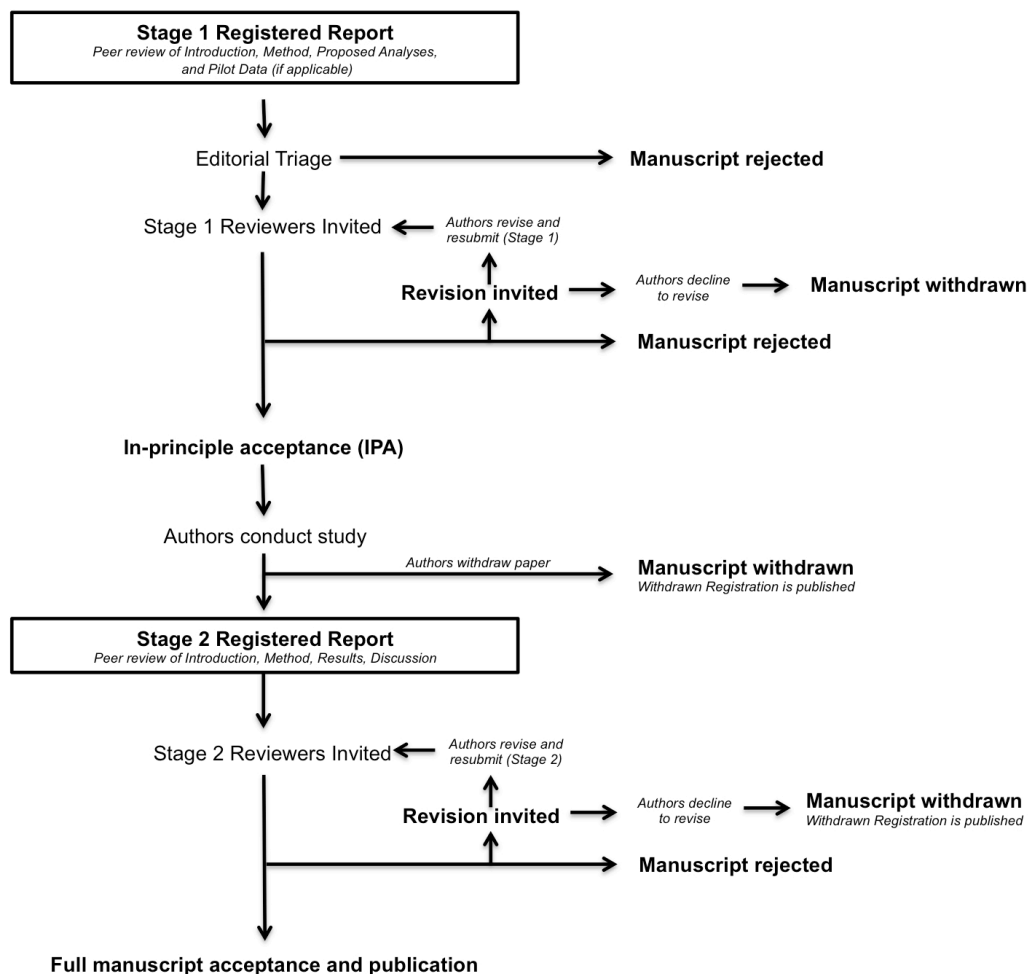 Stage 1 Registered Report
Peer review of Introduction, Method, Proposed Analyses,
and Pilot Data (if applicable)
Editorial Triage
Manuscript rejected
Stage 1 Reviewers Invited
Authors revise and
resubmit (Stage 1)
Revision invited
Authors decline
to revise
Manuscript withdrawn
Manuscript rejected
In-principle acceptance (IPA)
Authors conduct study
Authors withdraw paper
Manuscript withdrawn
Withdrawn Registration is published
Stage 2 Registered Report
Peer review of Introduction, Method, Results, Discussion
Stage 2 Reviewers Invited
Authors revise and
resubmit (Stage 2)
Revision invited
Authors decline
to revise
Manuscript withdrawn
Withdrawn Registration is published
Manuscript rejected
Full manuscript acceptance and publication